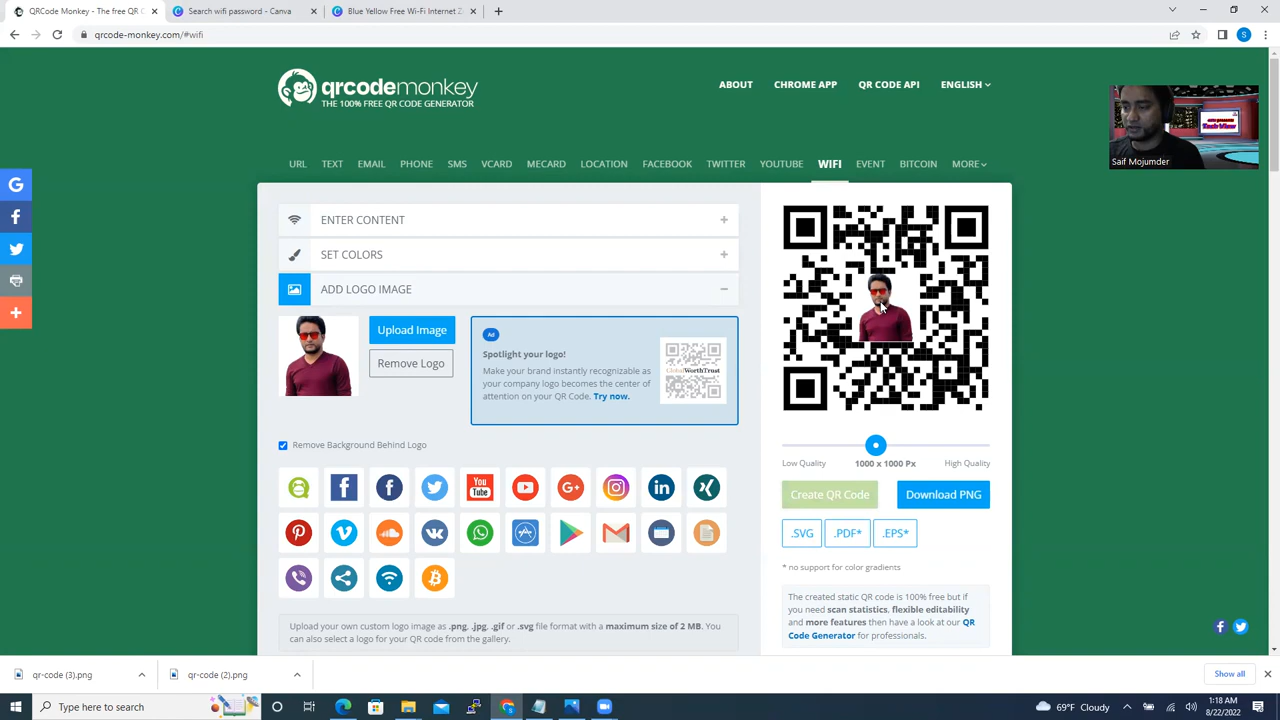 QRCode Monkey - The free QR Co
Search wifi password - Canva
Blue Yellow Free Wi-Fi Internet Z
qrcode-monkey.com/#wifi
S
qrcodemonkey
THE 100% FREE QR CODE GENERATOR
ABOUT
CHROME APP
QR CODE API
ENGLISH
Tech View
Saif Mojumder
URL
TEXT
EMAIL
PHONE
SMS
VCARD
MECARD
LOCATION
FACEBOOK
TWITTER
YOUTUBE
WIFI
EVENT
BITCOIN
MORE
ENTER CONTENT
SET COLORS
ADD LOGO IMAGE
Upload Image
Remove Logo
Ad
Spotlight your logo!
Make your brand instantly recognizable as
your company logo becomes the center of
attention on your QR Code. Try now.
GlobalWorthTrust
Remove Background Behind Logo
You
Tube
Low Quality
1000 x 1000 Px
High Quality
Create QR Code
Download PNG
.SVG
.PDF*
.EPS*
* no support for color gradients
The created static QR code is 100% free but if
you need scan statistics, flexible editability
and more features then have a look at our QR
Code Generator for professionals.
Upload your own custom logo image as .png, .jpg, .gif or .svg file format with a maximum size of 2 MB. You
can also select a logo for your QR code from the gallery.
qr-code (3).png
qr-code (2).png
Show all
Type here to search
69°F Cloudy
1:18 AM
8/22/2022